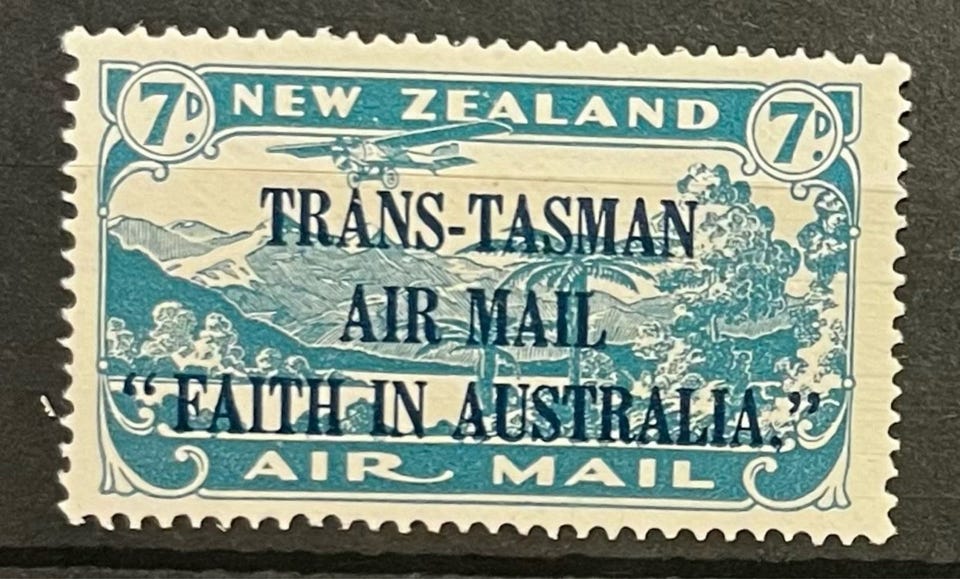 7D. NEW ZEALAND 7D.
TRANS-TASMAN
AIR MAIL
“FAITH IN AUSTRALIA.”
AIR MAIL